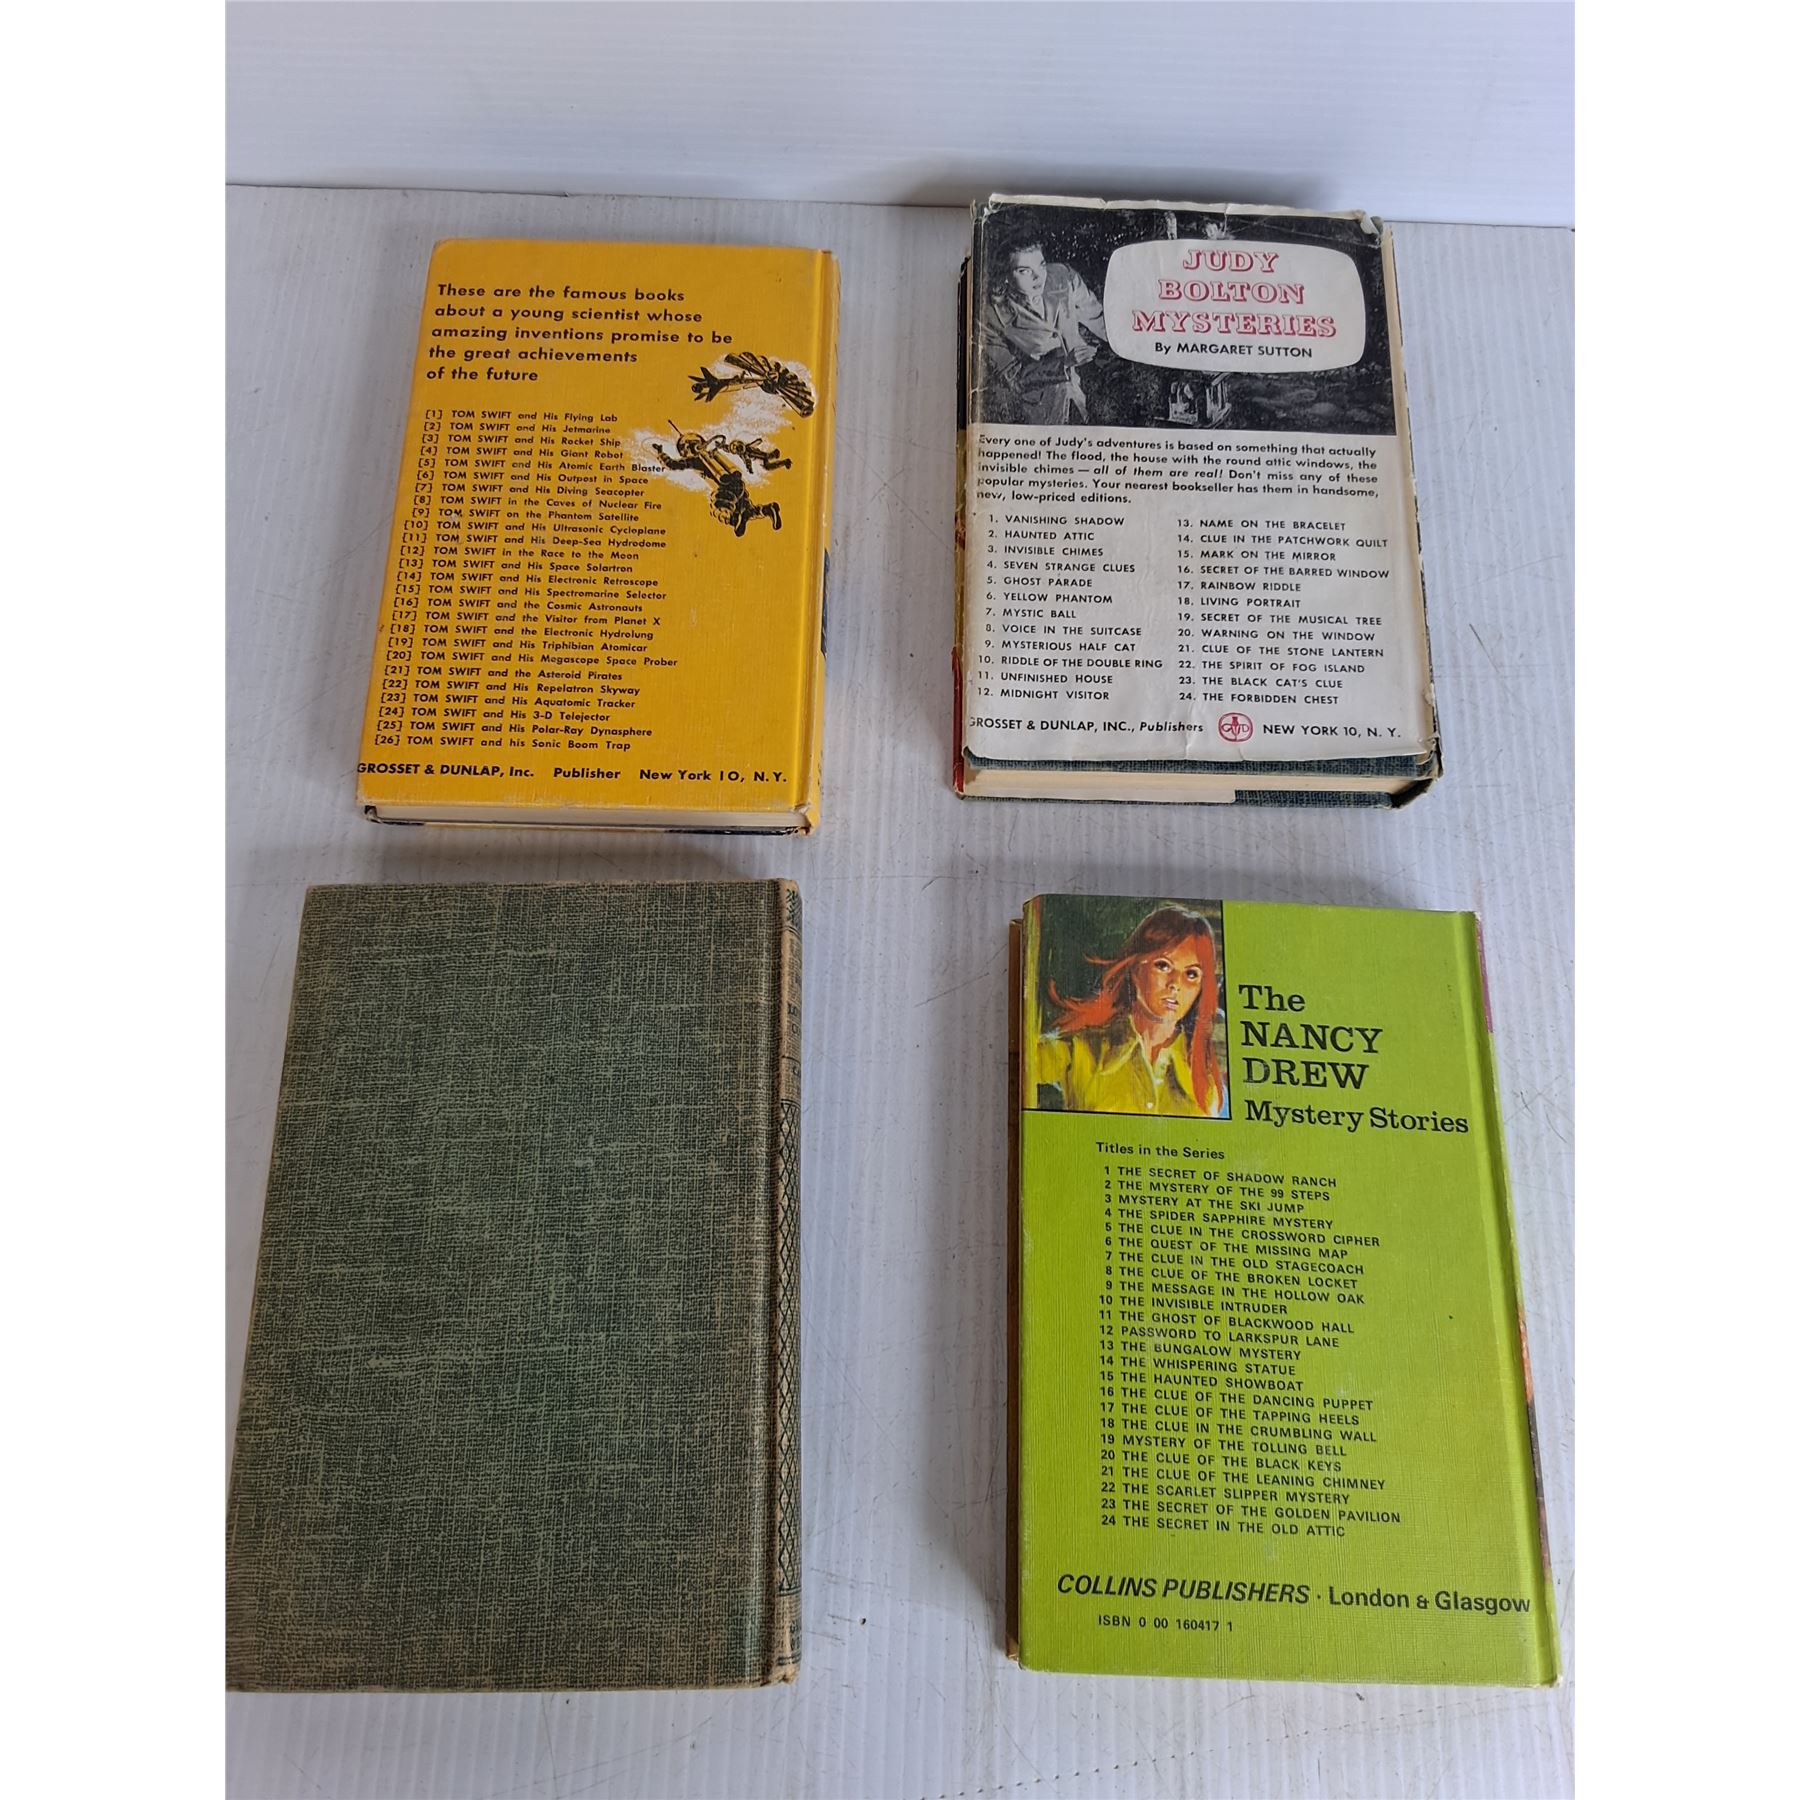 These are the famous books
about a young scientist whose
amazing inventions promise to be
the great achievements
of the future
[1] TOM SWIFT and His Flying Lab
[2] TOM SWIFT and His Jetmarine
[3] TOM SWIFT and His Rocket Ship
[4] TOM SWIFT and His Giant Robot
[5] TOM SWIFT and His Atomic Earth Blaster
[6] TOM SWIFT and His Outpost in Space
[7] TOM SWIFT and His Diving Seacopter
[8] TOM SWIFT in the Caves of Nuclear Fire
[9] TOM SWIFT on the Phantom Satellite
[10] TOM SWIFT and His Ultrasonic Cycloplane
[11] TOM SWIFT and His Deep-Sea Hydrodome
[12] TOM SWIFT in the Race to the Moon
[13] TOM SWIFT and His Space Solartron
[14] TOM SWIFT and His Electronic Retroscope
[15] TOM SWIFT and His Spectromarine Selector
[16] TOM SWIFT and the Cosmic Astronauts
[17] TOM SWIFT and the Visitor from Planet X
[18] TOM SWIFT and the Electronic Hydrolung
[19] TOM SWIFT and His Triphibian Atomicar
[20] TOM SWIFT and His Megascope Space Prober
[21] TOM SWIFT and the Asteroid Pirates
[22] TOM SWIFT and His Repelatron Skyway
[23] TOM SWIFT and His Aquatomic Tracker
[24] TOM SWIFT and His 3-D Telejector
[25] TOM SWIFT and His Polar-Ray Dynasphere
[26] TOM SWIFT and his Sonic Boom Trap
GROSSET & DUNLAP, Inc. Publisher New York 10, N.Y.
JUDY
BOLTON
MYSTERIES
By MARGARET SUTTON
Every one of Judy's adventures is based on something that actually
happened! The flood, the house with the round attic windows, the
invisible chimes — all of them are real! Don't miss any of these
popular mysteries. Your nearest bookseller has them in handsome,
new, low-priced editions.
1. VANISHING SHADOW
2. HAUNTED ATTIC
3. INVISIBLE CHIMES
4. SEVEN STRANGE CLUES
5. GHOST PARADE
6. YELLOW PHANTOM
7. MYSTIC BALL
8. VOICE IN THE SUITCASE
9. MYSTERIOUS HALF CAT
10. RIDDLE OF THE DOUBLE RING
11. UNFINISHED HOUSE
12. MIDNIGHT VISITOR
13. NAME ON THE BRACELET
14. CLUE IN THE PATCHWORK QUILT
15. MARK ON THE MIRROR
16. SECRET OF THE BARRED WINDOW
17. RAINBOW RIDDLE
18. LIVING PORTRAIT
19. SECRET OF THE MUSICAL TREE
20. WARNING ON THE WINDOW
21. CLUE OF THE STONE LANTERN
22. THE SPIRIT OF FOG ISLAND
23. THE BLACK CAT'S CLUE
24. THE FORBIDDEN CHEST
GROSSET & DUNLAP, INC., Publishers G&D NEW YORK 10, N. Y.
The
NANCY
DREW
Mystery Stories
Titles in the Series
1 THE SECRET OF SHADOW RANCH
2 THE MYSTERY OF THE 99 STEPS
3 MYSTERY AT THE SKI JUMP
4 THE SPIDER SAPPHIRE MYSTERY
5 THE CLUE IN THE CROSSWORD CIPHER
6 THE QUEST OF THE MISSING MAP
7 THE CLUE IN THE OLD STAGECOACH
8 THE CLUE OF THE BROKEN LOCKET
9 THE MESSAGE IN THE HOLLOW OAK
10 THE INVISIBLE INTRUDER
11 THE GHOST OF BLACKWOOD HALL
12 PASSWORD TO LARKSPUR LANE
13 THE BUNGALOW MYSTERY
14 THE WHISPERING STATUE
15 THE HAUNTED SHOWBOAT
16 THE CLUE OF THE DANCING PUPPET
17 THE CLUE OF THE TAPPING HEELS
18 THE CLUE IN THE CRUMBLING WALL
19 MYSTERY OF THE TOLLING BELL
20 THE CLUE OF THE BLACK KEYS
21 THE CLUE OF THE LEANING CHIMNEY
22 THE SCARLET SLIPPER MYSTERY
23 THE SECRET OF THE GOLDEN PAVILION
24 THE SECRET IN THE OLD ATTIC
COLLINS PUBLISHERS · London & Glasgow
ISBN 0 00 160417 1